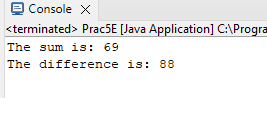 Console
<terminated> Prac5E [Java Application] C:\Progra
The sum is: 69
The difference is: 88